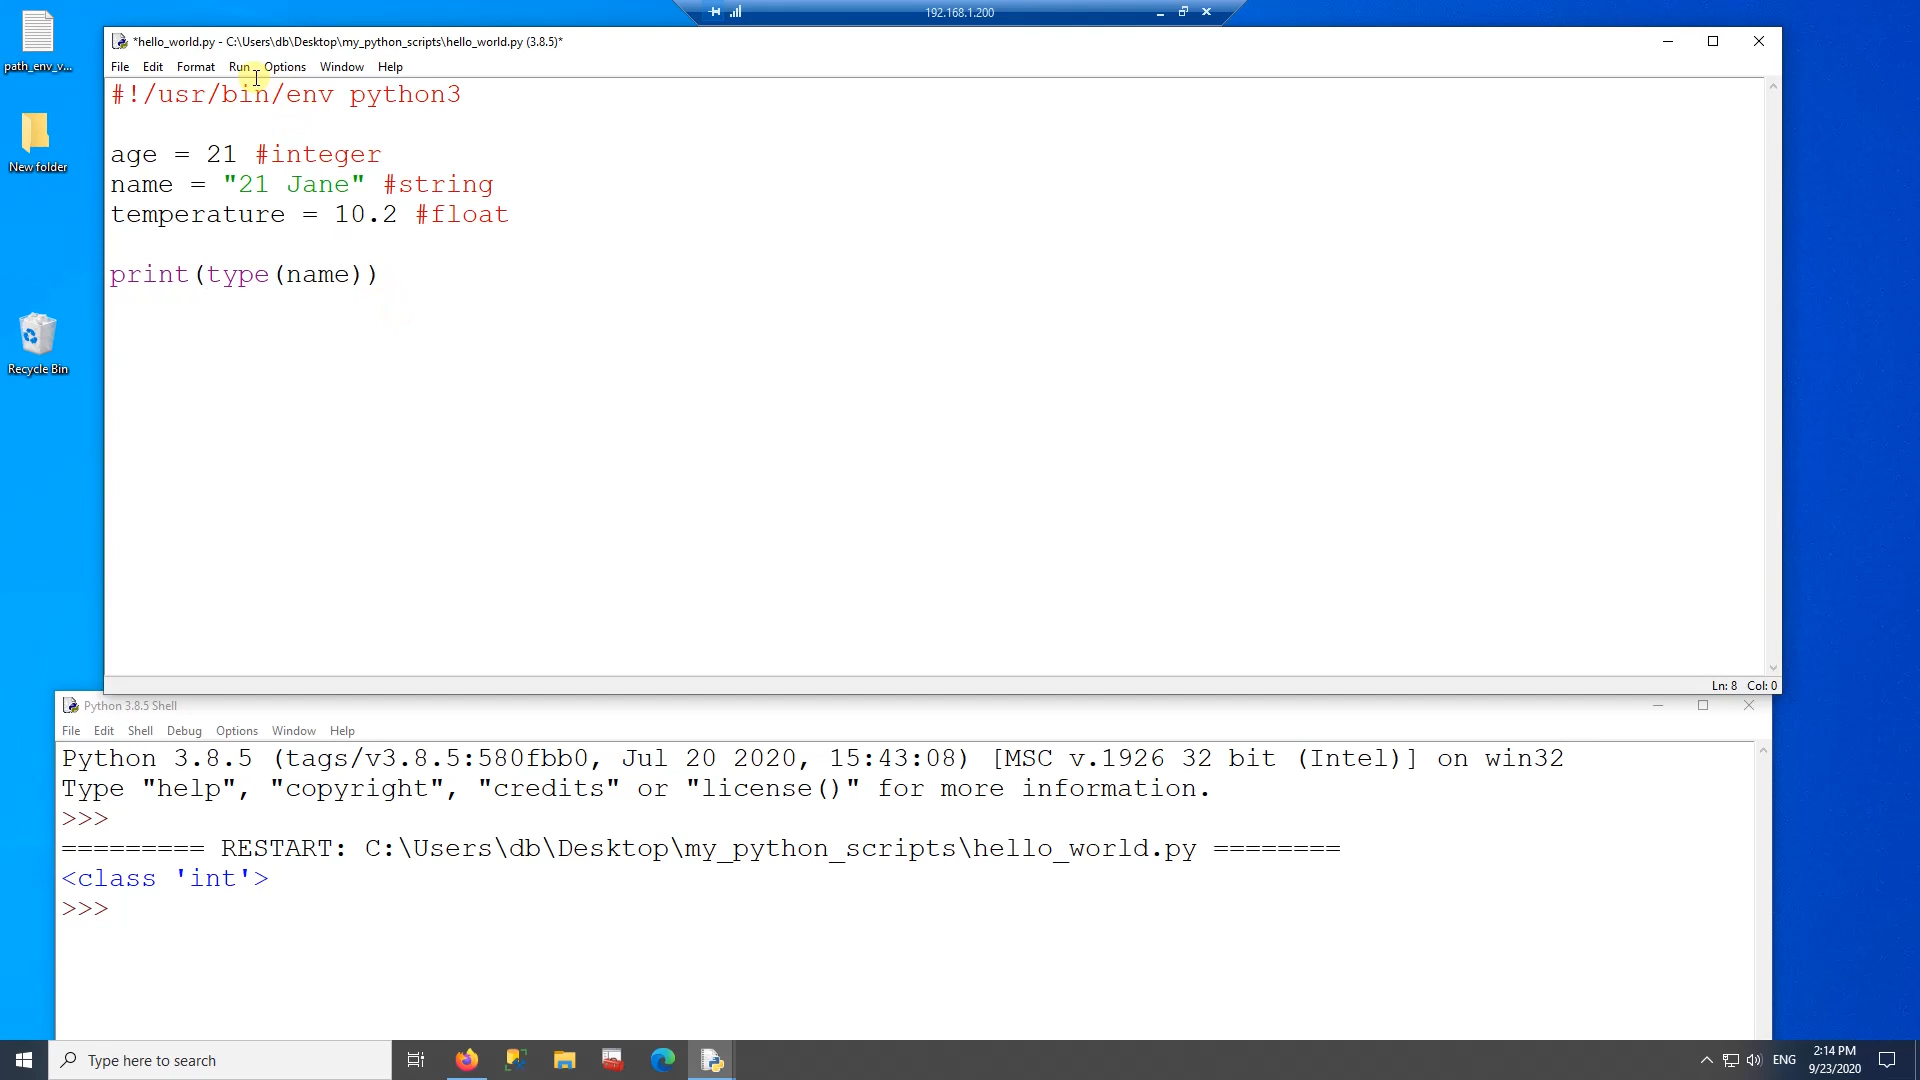 192.168.1.200
path_env_v...
New folder
Recycle Bin
*hello_world.py - C:\Users\db\Desktop\my_python_scripts\hello_world.py (3.8.5)*
File Edit Format Run Options Window Help
#!/usr/bin/env python3
age = 21 #integer
name = "21 Jane" #string
temperature = 10.2 #float
print(type(name))
Ln: 8 Col: 0
Python 3.8.5 Shell
File Edit Shell Debug Options Window Help
Python 3.8.5 (tags/v3.8.5:580fbb0, Jul 20 2020, 15:43:08) [MSC v.1926 32 bit (Intel)] on win32
Type "help", "copyright", "credits" or "license()" for more information.
>>>
========= RESTART: C:\Users\db\Desktop\my_python_scripts\hello_world.py ========
<class 'int'>
>>>
Type here to search
ENG
2:14 PM
9/23/2020